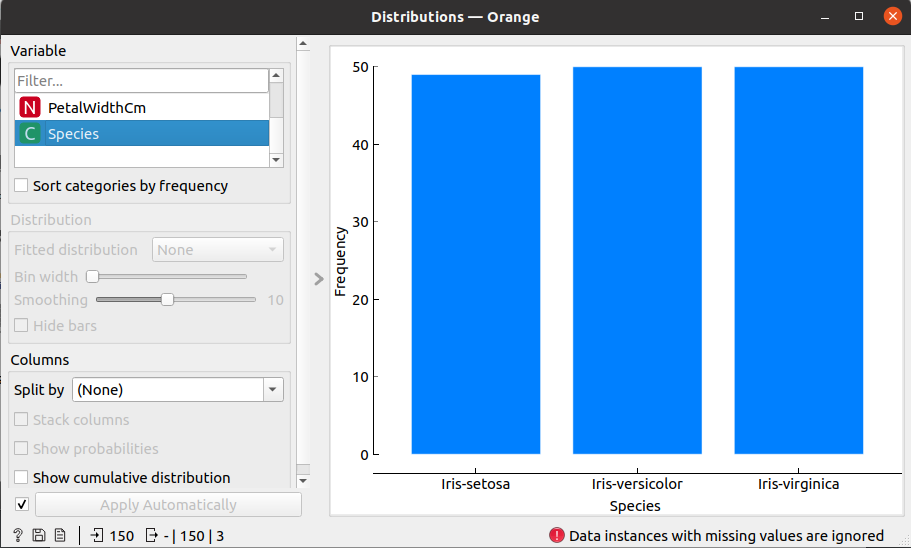 Distributions — Orange
Variable
Filter...
N PetalWidthCm
C Species
Sort categories by frequency
Distribution
Fitted distribution None
Bin width
Smoothing 10
Hide bars
Columns
Split by (None)
Stack columns
Show probabilities
Show cumulative distribution
Apply Automatically
? 150 - | 150 | 3
50
40
30
20
10
0
Frequency
Iris-setosa Iris-versicolor Iris-virginica
Species
! Data instances with missing values are ignored